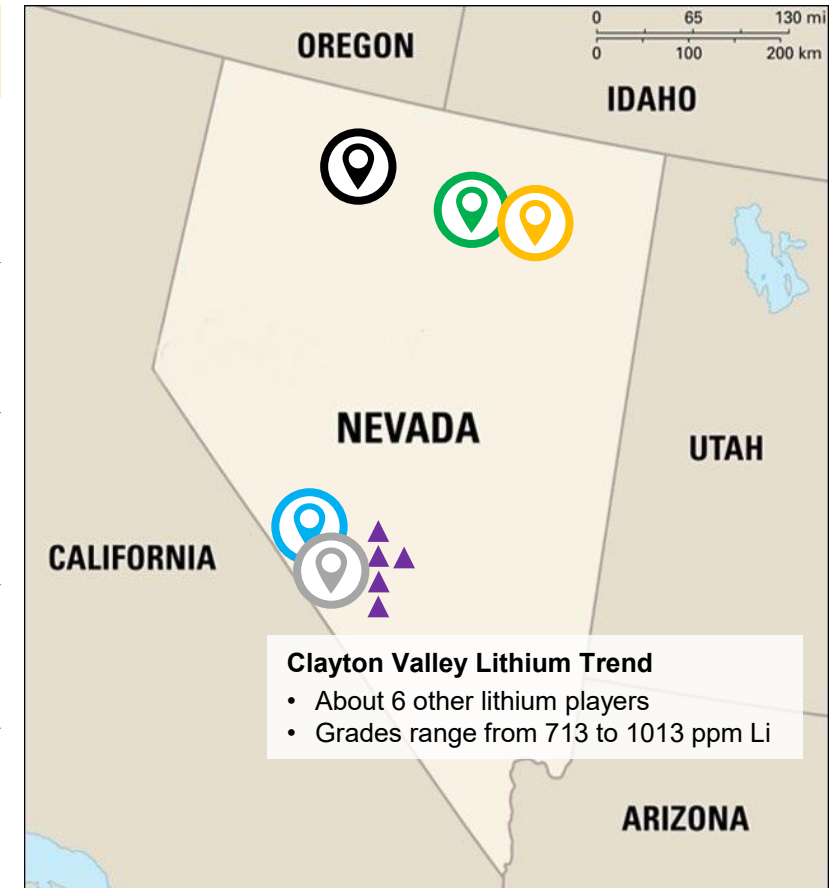 0 65 130 mi
0 100 200 km
OREGON
IDAHO
NEVADA
UTAH
CALIFORNIA
Clayton Valley Lithium Trend
• About 6 other lithium players
• Grades range from 713 to 1013 ppm Li
ARIZONA